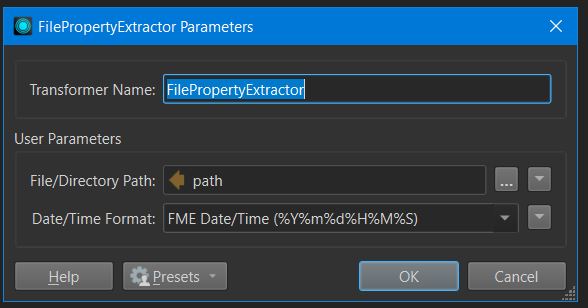 FilePropertyExtractor Parameters
Transformer Name: FilePropertyExtractor
User Parameters
File/Directory Path: path ...
Date/Time Format: FME Date/Time (%Y%m%d%H%M%S)
Help Presets OK Cancel